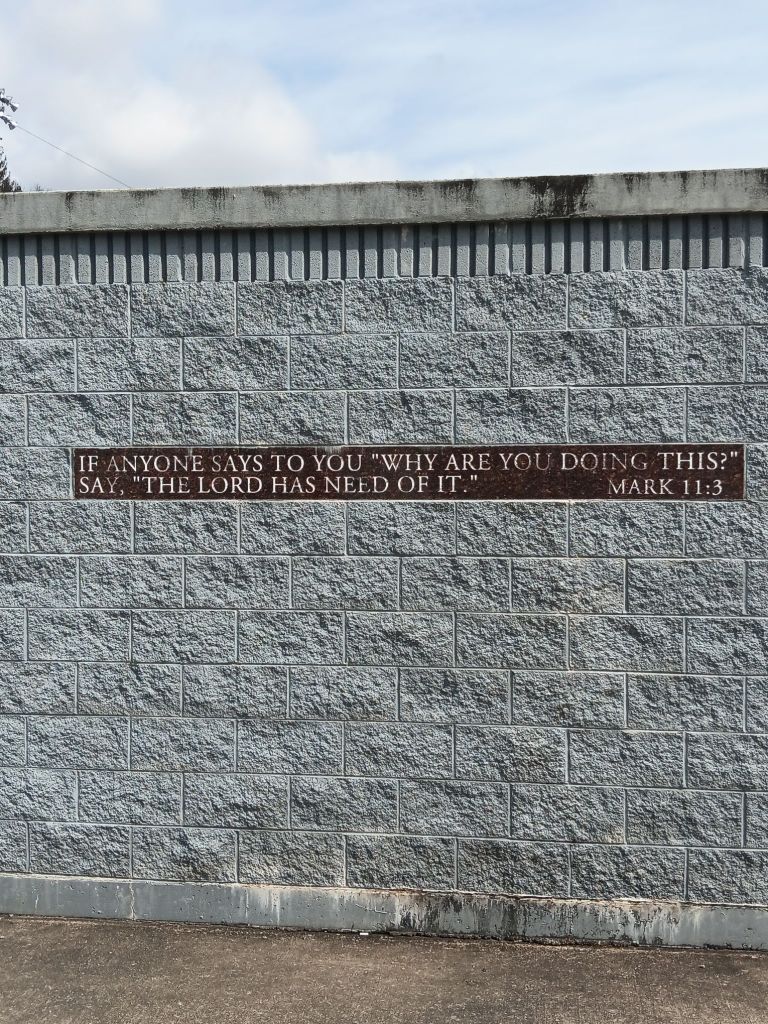 IF ANYONE SAYS TO YOU "WHY ARE YOU DOING THIS?"
SAY, "THE LORD HAS NEED OF IT." MARK 11:3